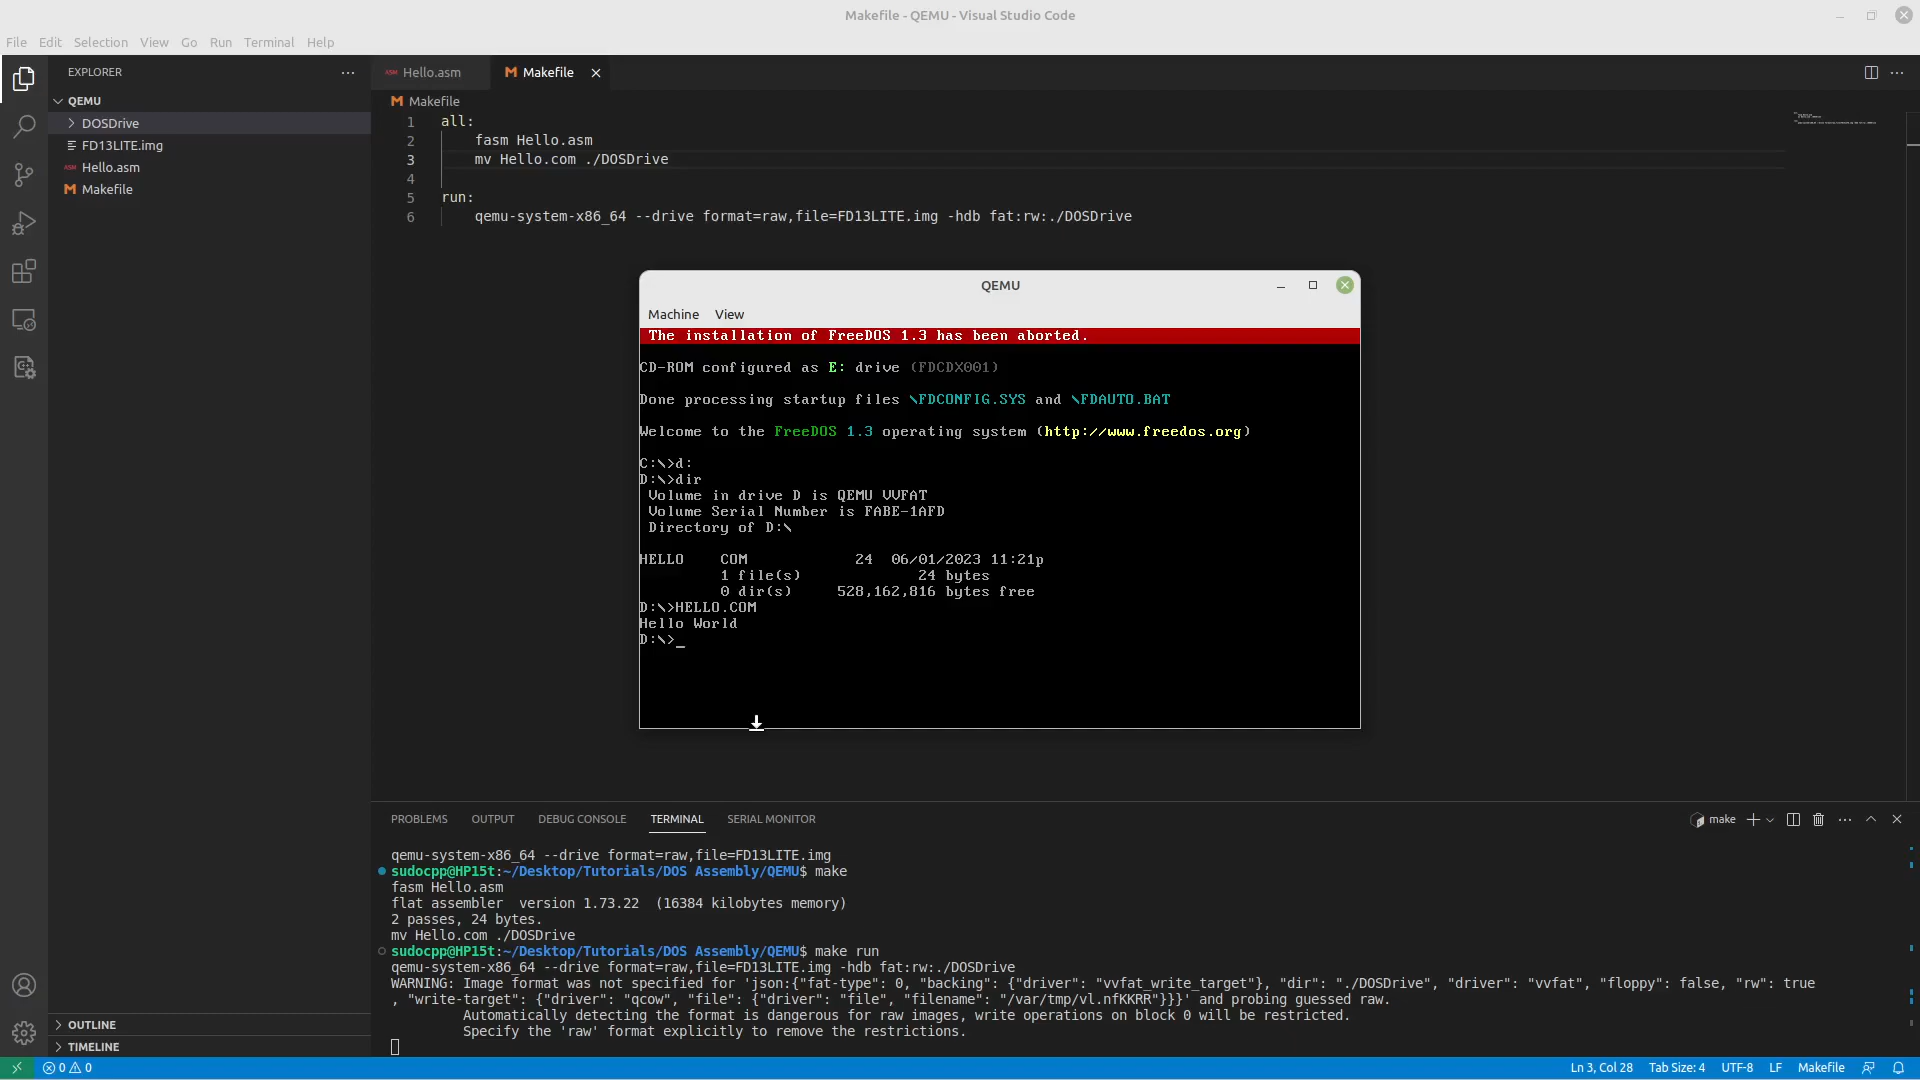 Makefile - QEMU - Visual Studio Code
File Edit Selection View Go Run Terminal Help
EXPLORER
QEMU
DOSDrive
FD13LITE.img
ASM Hello.asm
M Makefile
OUTLINE
TIMELINE
ASM Hello.asm
M Makefile
M Makefile
1 all:
2 fasm Hello.asm
3 mv Hello.com ./DOSDrive
4
5 run:
6 qemu-system-x86_64 --drive format=raw,file=FD13LITE.img -hdb fat:rw:./DOSDrive
QEMU
Machine View
The installation of FreeDOS 1.3 has been aborted.
CD-ROM configured as E: drive (FDCDX001)
Done processing startup files \FDCONFIG.SYS and \FDAUTO.BAT
Welcome to the FreeDOS 1.3 operating system (http://www.freedos.org)
C:\>d:
D:\>dir
Volume in drive D is QEMU VVFAT
Volume Serial Number is FABE-1AFD
Directory of D:\
HELLO COM 24 06/01/2023 11:21p
1 file(s) 24 bytes
0 dir(s) 528,162,816 bytes free
D:\>HELLO.COM
Hello World
D:\>_
PROBLEMS OUTPUT DEBUG CONSOLE TERMINAL SERIAL MONITOR
make
qemu-system-x86_64 --drive format=raw,file=FD13LITE.img
sudocpp@HP15t:~/Desktop/Tutorials/DOS Assembly/QEMU$ make
fasm Hello.asm
flat assembler  version 1.73.22  (16384 kilobytes memory)
2 passes, 24 bytes.
mv Hello.com ./DOSDrive
sudocpp@HP15t:~/Desktop/Tutorials/DOS Assembly/QEMU$ make run
qemu-system-x86_64 --drive format=raw,file=FD13LITE.img -hdb fat:rw:./DOSDrive
WARNING: Image format was not specified for 'json:{"fat-type": 0, "backing": {"driver": "vvfat_write_target"}, "dir": "./DOSDrive", "driver": "vvfat", "floppy": false, "rw": true
, "write-target": {"driver": "qcow", "file": {"driver": "file", "filename": "/var/tmp/vl.nfKKRR"}}}' and probing guessed raw.
Automatically detecting the format is dangerous for raw images, write operations on block 0 will be restricted.
Specify the 'raw' format explicitly to remove the restrictions.
0 0 Ln 3, Col 28 Tab Size: 4 UTF-8 LF Makefile